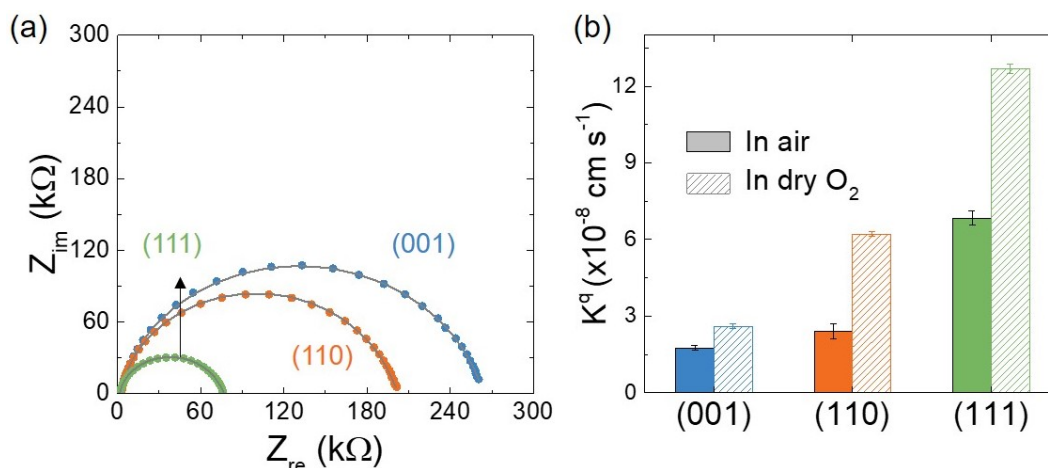 (a)
300
240
180
120
60
0
Z_im (kΩ)
(111)
(001)
(110)
0 60 120 180 240 300
Z_re (kΩ)
(b)
12
9
6
3
0
K^q (x10^-8 cm s^-1)
In air
In dry O_2
(001) (110) (111)